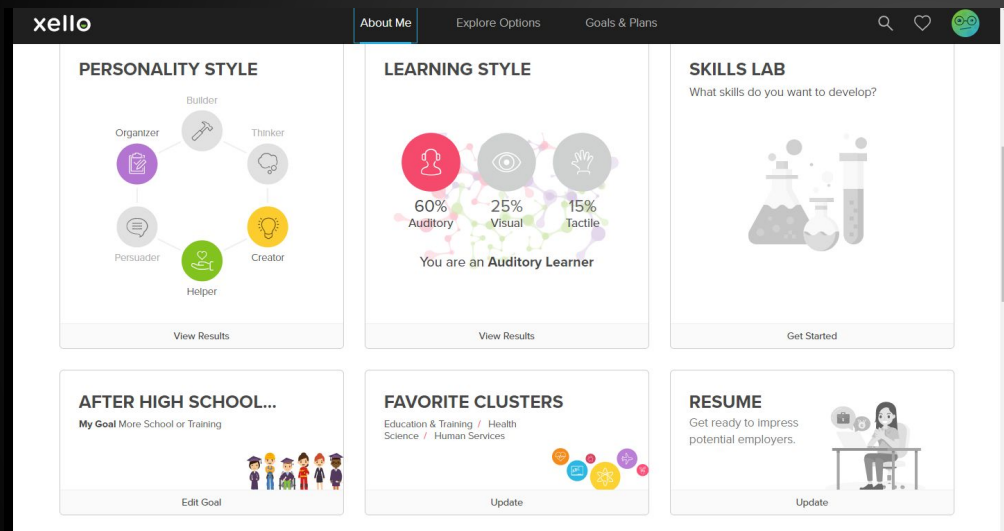 xello
About Me
Explore Options
Goals & Plans
PERSONALITY STYLE
Builder
Organizer
Thinker
Persuader
Creator
Helper
View Results
LEARNING STYLE
60%
25%
15%
Auditory
Visual
Tactile
You are an Auditory Learner
View Results
SKILLS LAB
What skills do you want to develop?
Get Started
AFTER HIGH SCHOOL...
My Goal More School or Training
Edit Goal
FAVORITE CLUSTERS
Education & Training / Health
Science / Human Services
Update
RESUME
Get ready to impress
potential employers.
Update